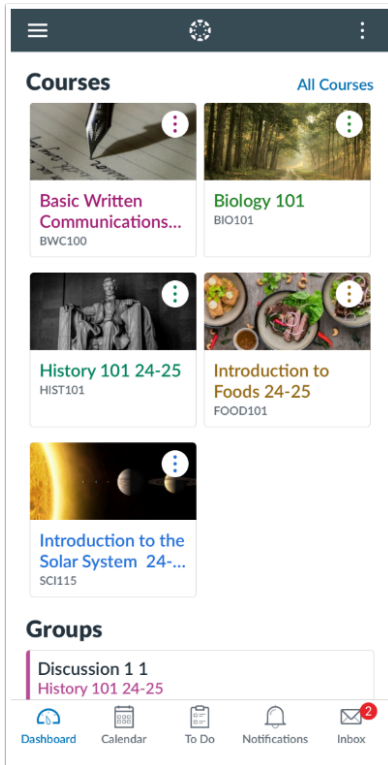 Courses
All Courses
Basic Written
Communications...
BWC100
Biology 101
BIO101
History 101 24-25
HIST101
Introduction to
Foods 24-25
FOOD101
Introduction to the
Solar System 24-...
SCI115
Groups
Discussion 1 1
History 101 24-25
2
Dashboard
Calendar
To Do
Notifications
Inbox